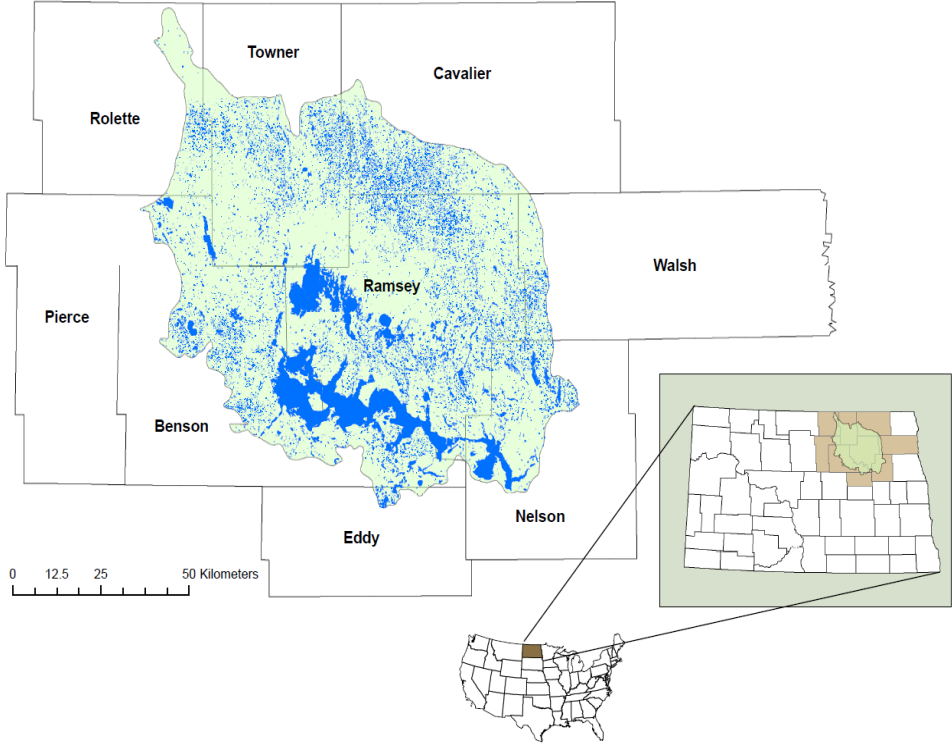 Towner
Cavalier
Rolette
Walsh
Ramsey
Pierce
Benson
Nelson
Eddy
0 12.5 25 50 Kilometers